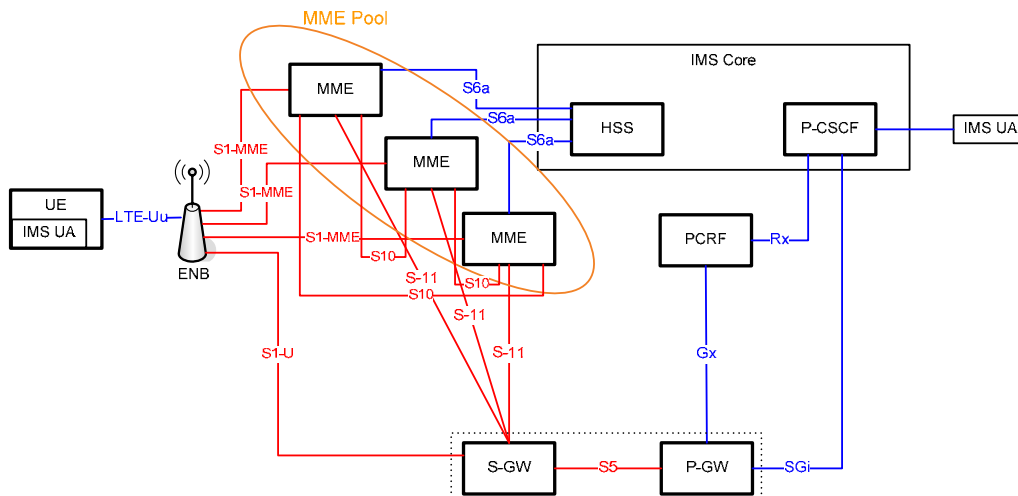 MME Pool
IMS Core
MME
S6a
HSS
P-CSCF
IMS UA
S6a
S6a
S1-MME
MME
S1-MME
UE
IMS UA
LTE-Uu
ENB
S1-MME
MME
PCRF
Rx
S10
S-11
S10
S10
S-11
S1-U
S-11
Gx
S-GW
S5
P-GW
SGi